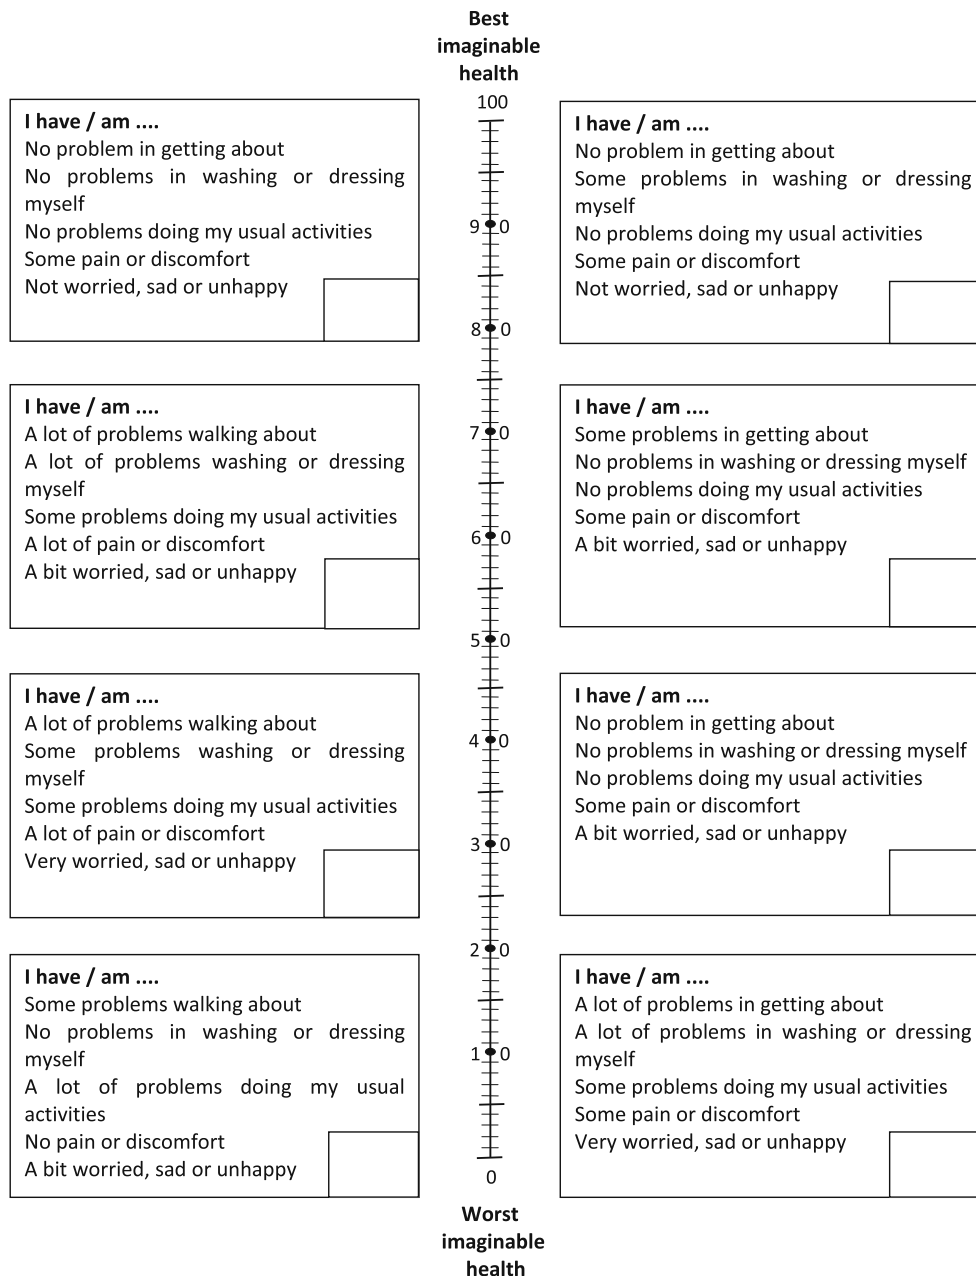 Best
imaginable
health
100
I have / am ....
No problem in getting about
No problems in washing or dressing
myself
No problems doing my usual activities
Some pain or discomfort
Not worried, sad or unhappy
I have / am ....
No problem in getting about
Some problems in washing or dressing
myself
No problems doing my usual activities
Some pain or discomfort
Not worried, sad or unhappy
90
80
I have / am ....
A lot of problems walking about
A lot of problems washing or dressing
myself
Some problems doing my usual activities
A lot of pain or discomfort
A bit worried, sad or unhappy
I have / am ....
Some problems in getting about
No problems in washing or dressing myself
No problems doing my usual activities
Some pain or discomfort
A bit worried, sad or unhappy
70
60
50
I have / am ....
A lot of problems walking about
Some problems washing or dressing
myself
Some problems doing my usual activities
A lot of pain or discomfort
Very worried, sad or unhappy
I have / am ....
No problem in getting about
No problems in washing or dressing myself
No problems doing my usual activities
Some pain or discomfort
A bit worried, sad or unhappy
40
30
20
I have / am ....
Some problems walking about
No problems in washing or dressing
myself
A lot of problems doing my usual
activities
No pain or discomfort
A bit worried, sad or unhappy
I have / am ....
A lot of problems in getting about
A lot of problems in washing or dressing
myself
Some problems doing my usual activities
Some pain or discomfort
Very worried, sad or unhappy
10
0
Worst
imaginable
health